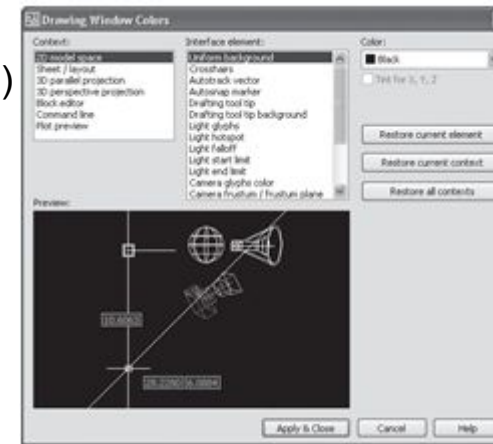 Drawing Window Colors
)
Context:
2D model space
Sheet / layout
3D parallel projection
3D perspective projection
Block editor
Command line
Plot preview
Interface element:
Uniform background
Crosshairs
Autotrack vector
Autosnap marker
Drafting tool tip
Drafting tool tip background
Light glyphs
Light hotspot
Light falloff
Light start limit
Light end limit
Camera glyphs color
Camera frustum / frustum plane
Color:
Black
Tint for X, Y, Z
Restore current element
Restore current context
Restore all contexts
Preview:
Apply & Close
Cancel
Help